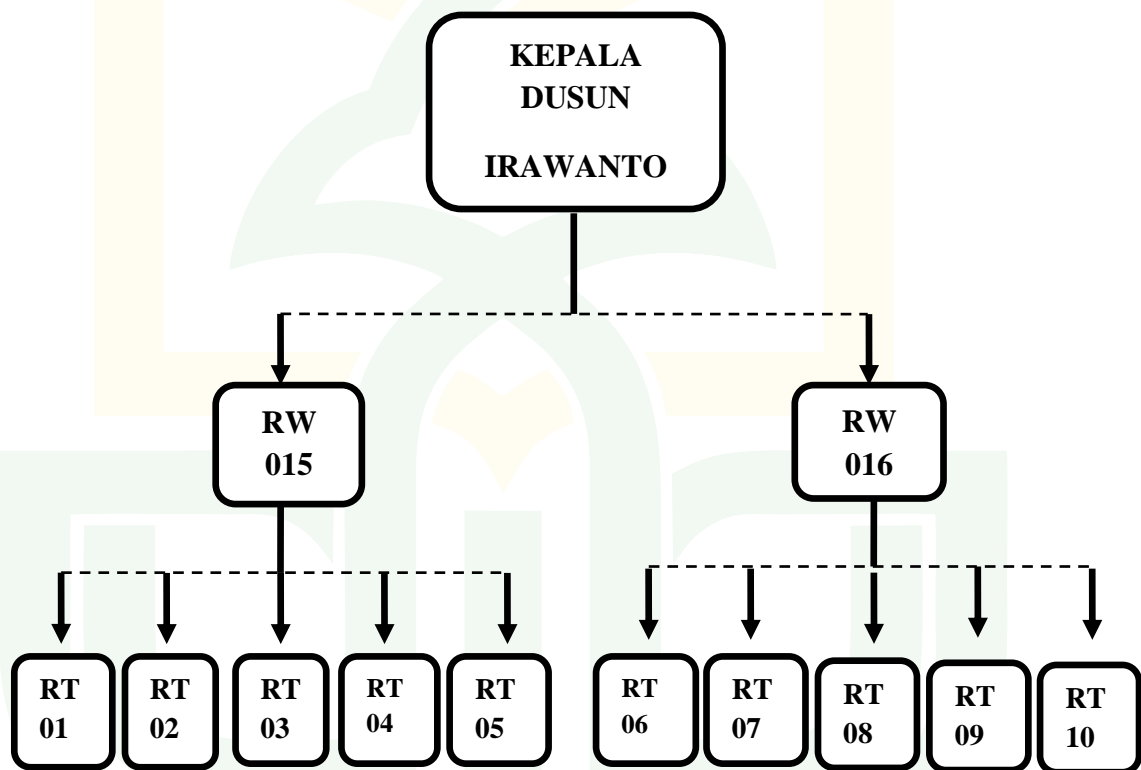 KEPALA
DUSUN
IRAWANTO
RW
015
RW
016
RT
01
RT
02
RT
03
RT
04
RT
05
RT
06
RT
07
RT
08
RT
09
RT
10